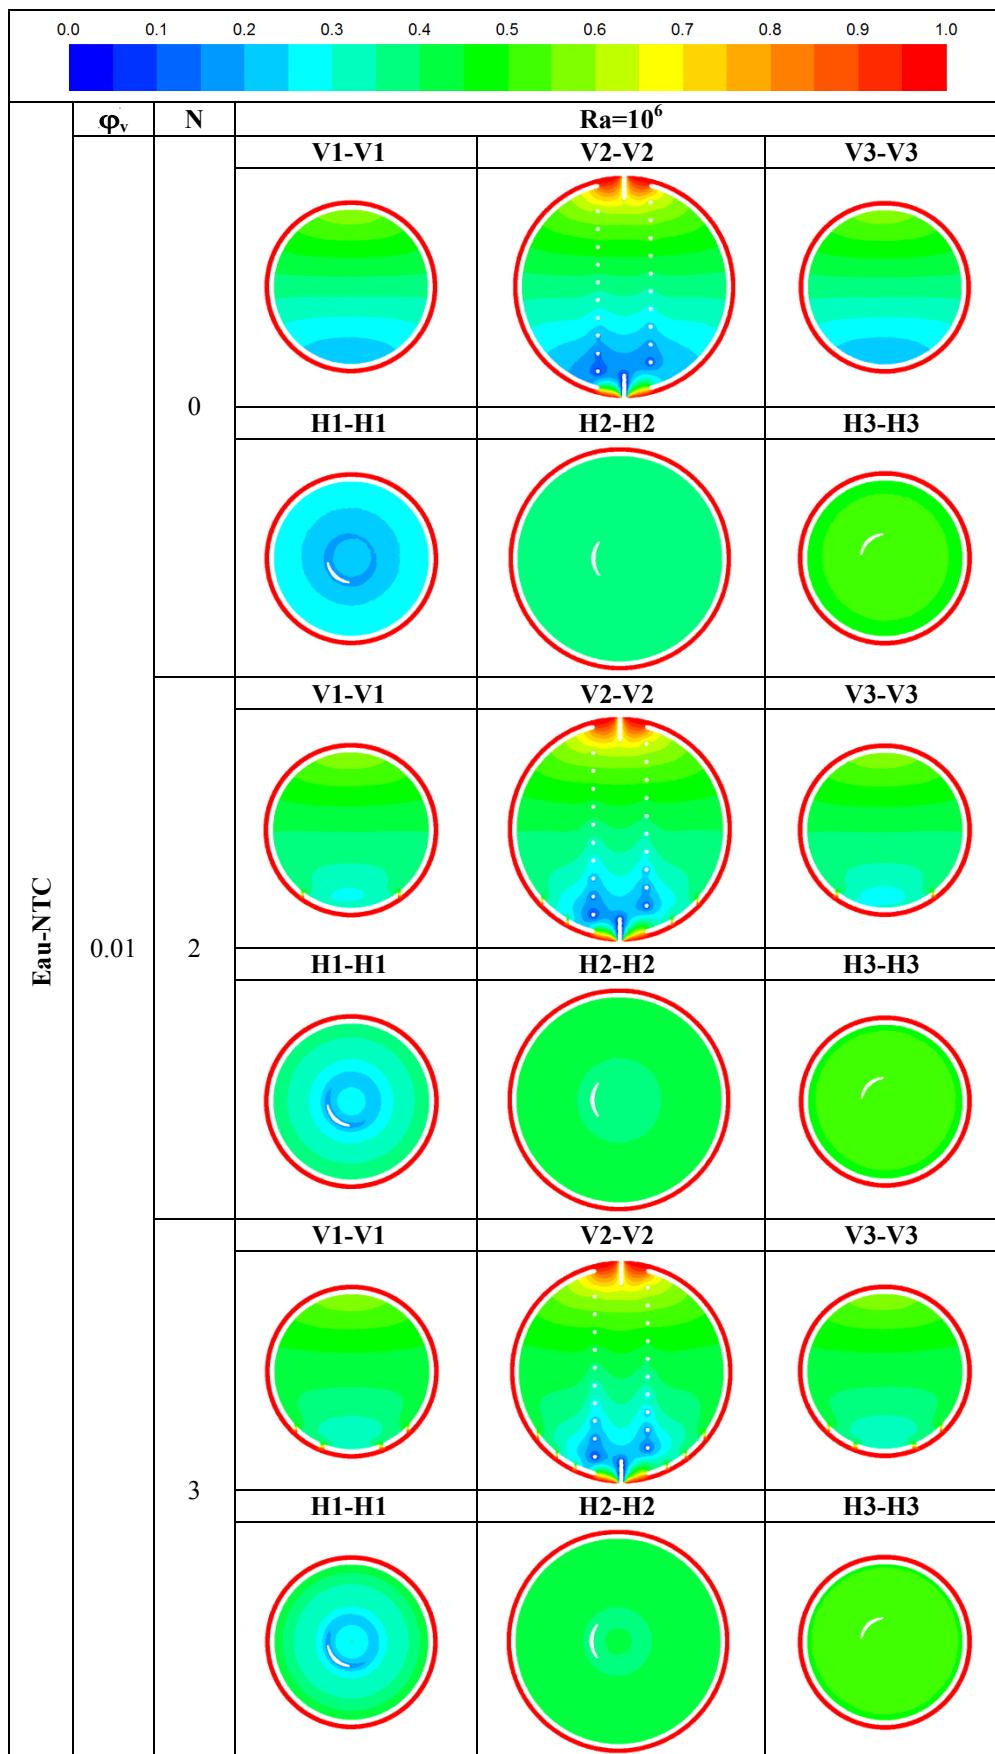 0.0 0.1 0.2 0.3 0.4 0.5 0.6 0.7 0.8 0.9 1.0
φv N Ra=10⁶
V1-V1 V2-V2 V3-V3
0
H1-H1 H2-H2 H3-H3
V1-V1 V2-V2 V3-V3
Eau-NTC
0.01
2
H1-H1 H2-H2 H3-H3
V1-V1 V2-V2 V3-V3
3
H1-H1 H2-H2 H3-H3